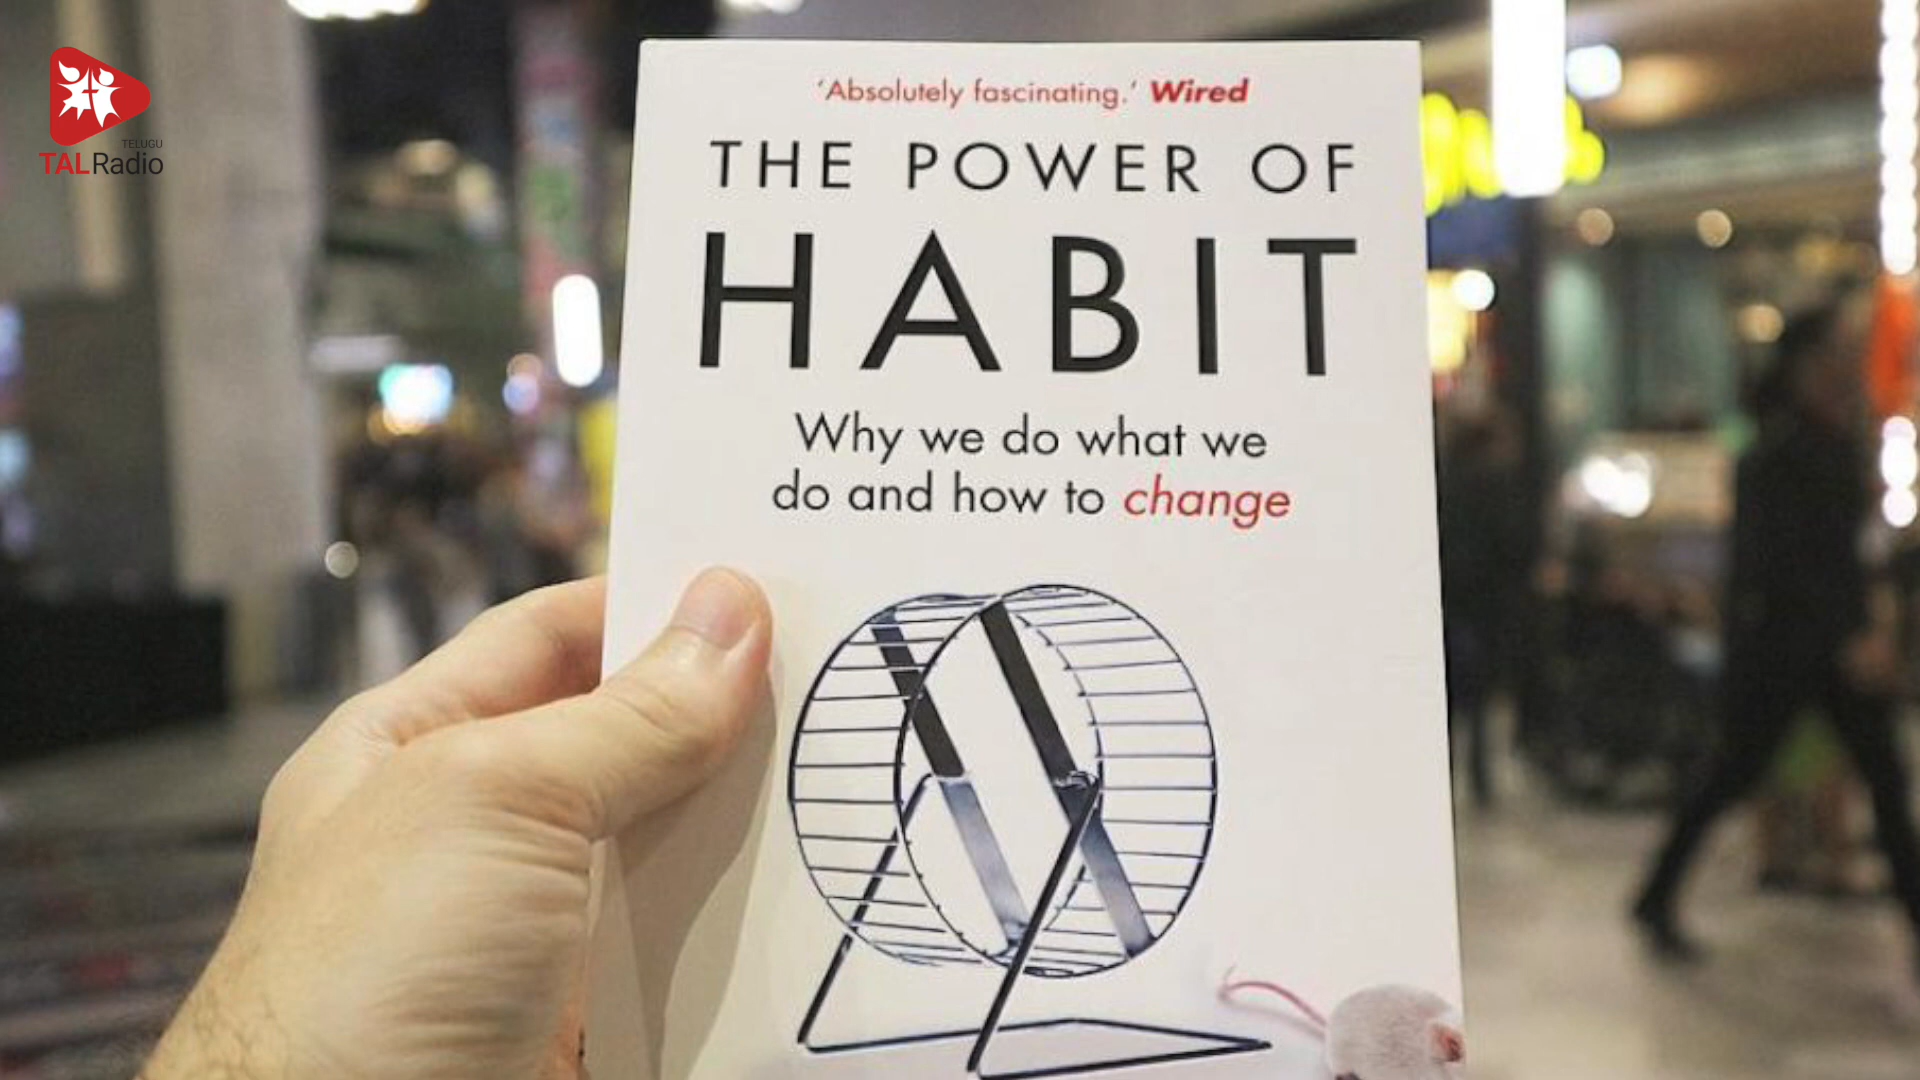 TELUGU
TALRadio
‘Absolutely fascinating.’ Wired
THE POWER OF
HABIT
Why we do what we
do and how to change